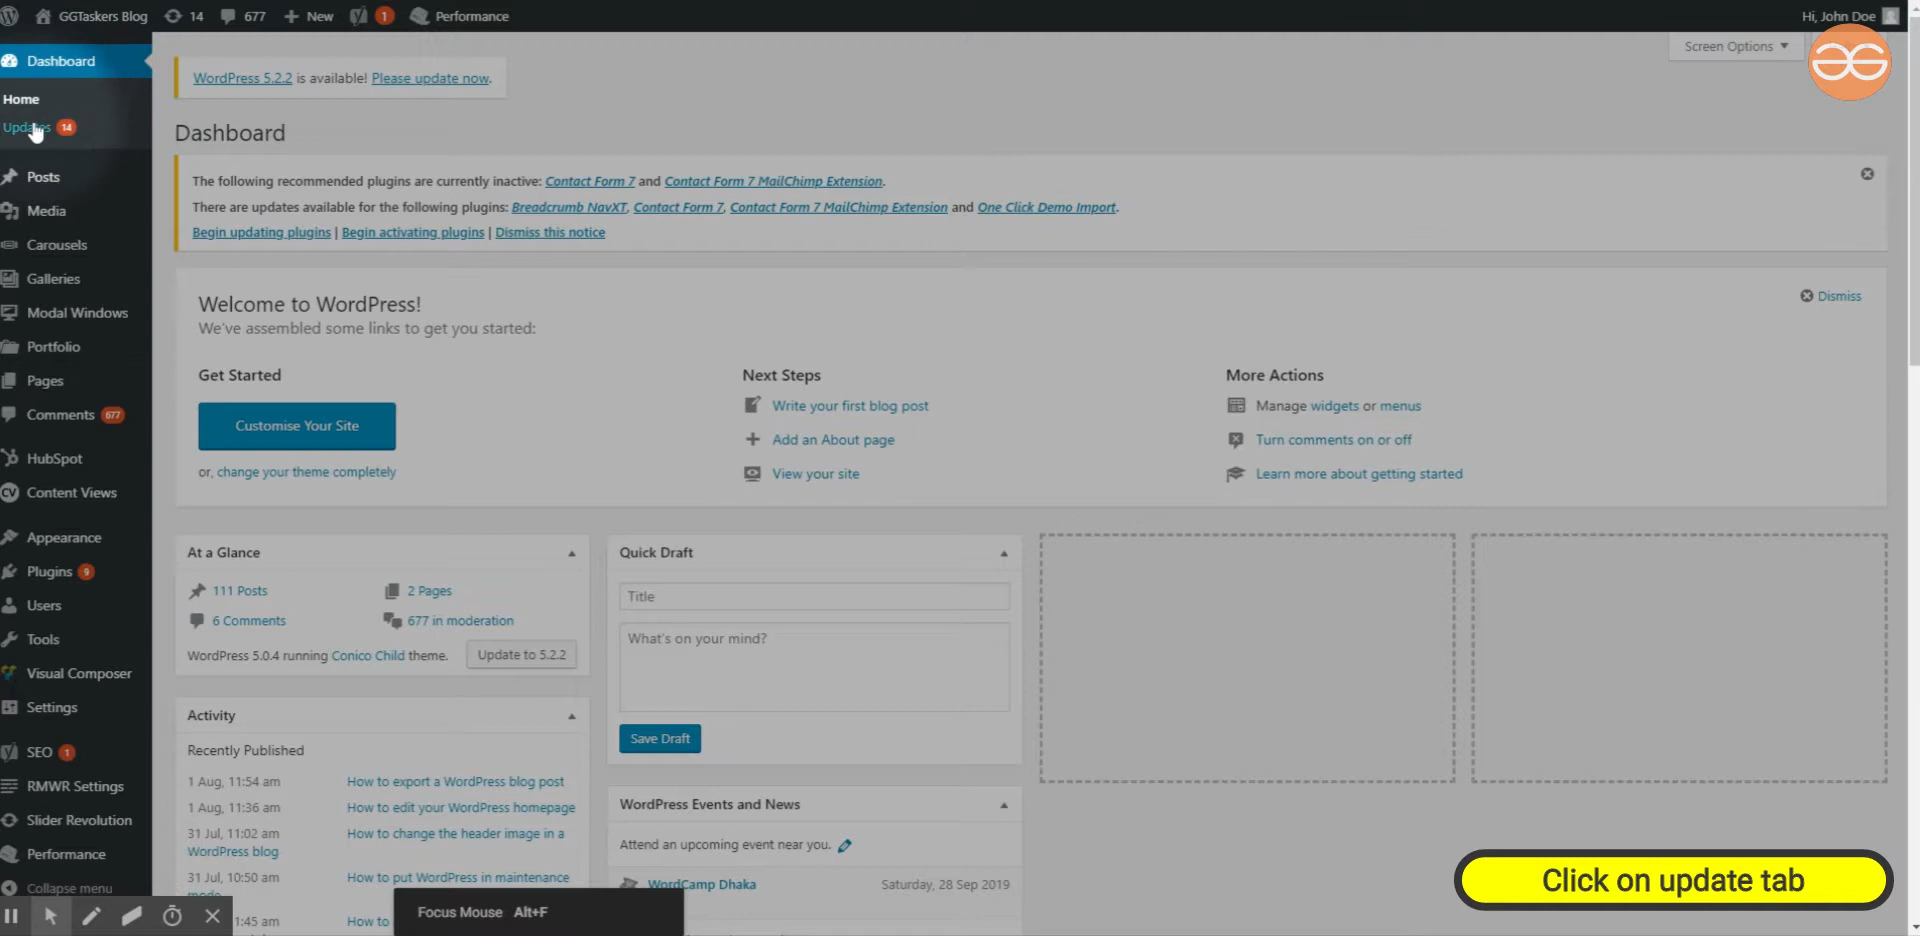 GGTaskers Blog 14 677 New 1 Performance Hi, John Doe
Screen Options
Dashboard
Home
Updates 14
Posts
Media
Carousels
Galleries
Modal Windows
Portfolio
Pages
Comments 677
HubSpot
Content Views
Appearance
Plugins 9
Users
Tools
Visual Composer
Settings
SEO 1
RMWR Settings
Slider Revolution
Performance
Collapse menu
WordPress 5.2.2 is available! Please update now.
Dashboard
The following recommended plugins are currently inactive: Contact Form 7 and Contact Form 7 MailChimp Extension.
There are updates available for the following plugins: Breadcrumb NavXT, Contact Form 7, Contact Form 7 MailChimp Extension and One Click Demo Import.
Begin updating plugins | Begin activating plugins | Dismiss this notice
Welcome to WordPress!
We've assembled some links to get you started:
Dismiss
Get Started
Customise Your Site
or, change your theme completely
Next Steps
Write your first blog post
Add an About page
View your site
More Actions
Manage widgets or menus
Turn comments on or off
Learn more about getting started
At a Glance
111 Posts 2 Pages
6 Comments 677 in moderation
WordPress 5.0.4 running Conico Child theme. Update to 5.2.2
Activity
Recently Published
1 Aug, 11:54 am How to export a WordPress blog post
1 Aug, 11:36 am How to edit your WordPress homepage
31 Jul, 11:02 am How to change the header image in a
WordPress blog
31 Jul, 10:50 am How to put WordPress in maintenance
mode
1:45 am How to
Quick Draft
Title
What's on your mind?
Save Draft
WordPress Events and News
Attend an upcoming event near you.
WordCamp Dhaka Saturday, 28 Sep 2019
Focus Mouse Alt+F
Click on update tab